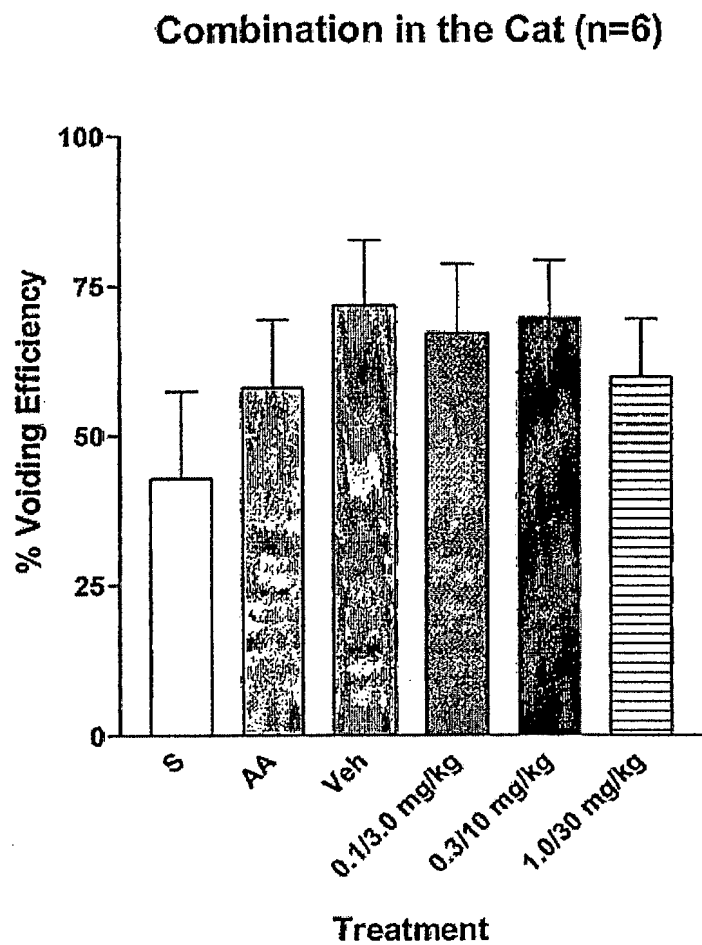 Combination in the Cat (n=6)
% Voiding Efficiency
100
75
50
25
0
S
AA
Veh
0.1/3.0 mg/kg
0.3/10 mg/kg
1.0/30 mg/kg
Treatment